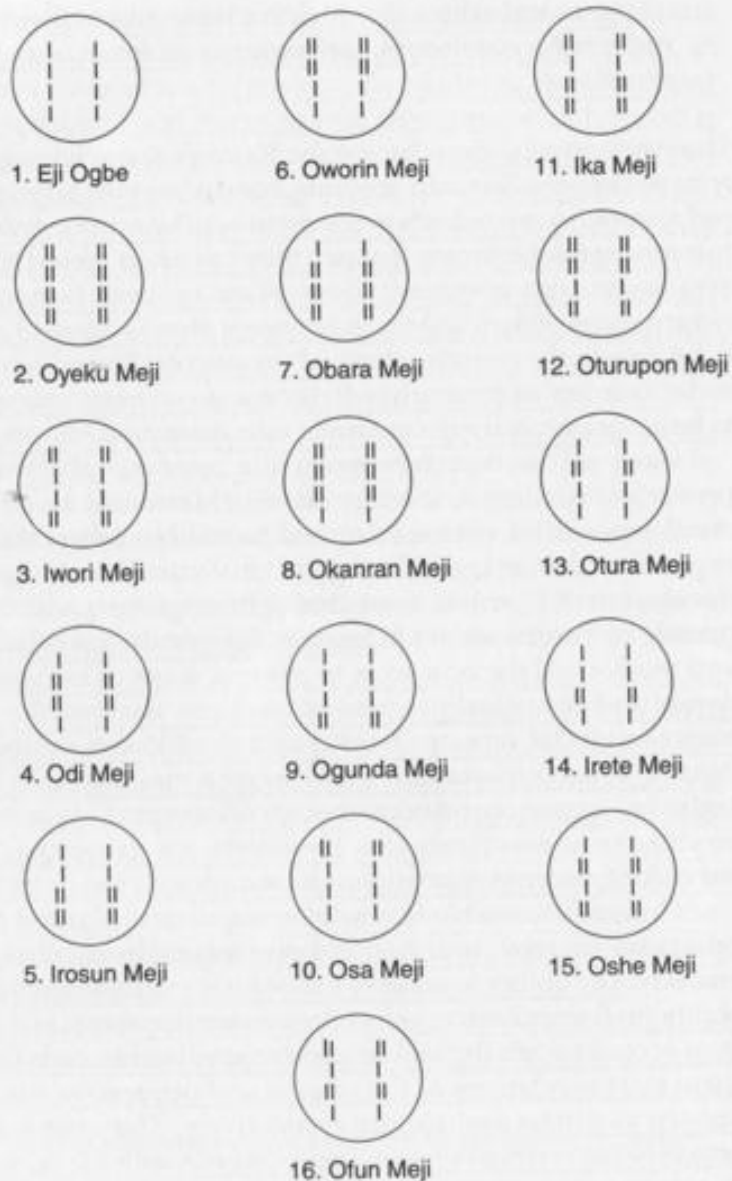 1. Eji Ogbe
6. Oworin Meji
11. Ika Meji
2. Oyeku Meji
7. Obara Meji
12. Oturupon Meji
3. Iwori Meji
8. Okanran Meji
13. Otura Meji
4. Odi Meji
9. Ogunda Meji
14. Irete Meji
5. Irosun Meji
10. Osa Meji
15. Oshe Meji
16. Ofun Meji